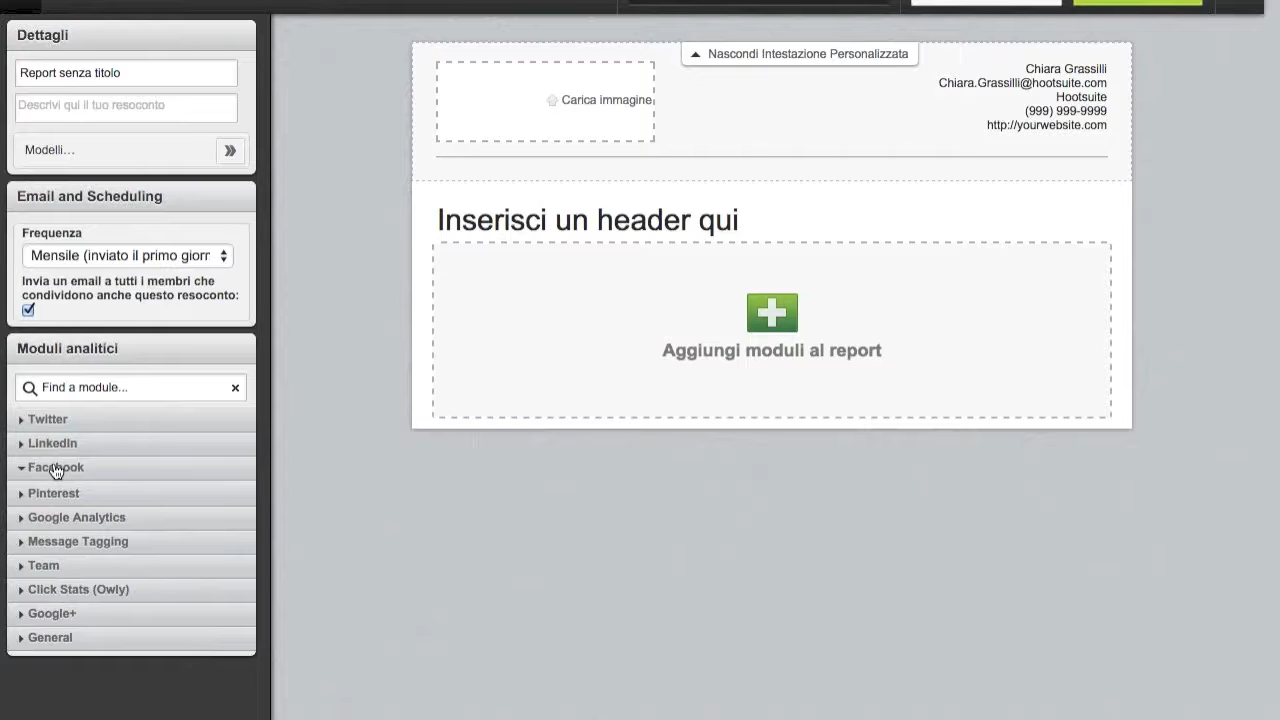 Dettagli
Report senza titolo
Descrivi qui il tuo resoconto
Modelli...
Email and Scheduling
Frequenza
Mensile (inviato il primo giorr
Invia un email a tutti i membri che
condividono anche questo resoconto:
Moduli analitici
Find a module...
Twitter
LinkedIn
Facebook
Pinterest
Google Analytics
Message Tagging
Team
Click Stats (Owly)
Google+
General
Nascondi Intestazione Personalizzata
Carica immagine
Chiara Grassilli
Chiara.Grassilli@hootsuite.com
Hootsuite
(999) 999-9999
http://yourwebsite.com
Inserisci un header qui
Aggiungi moduli al report